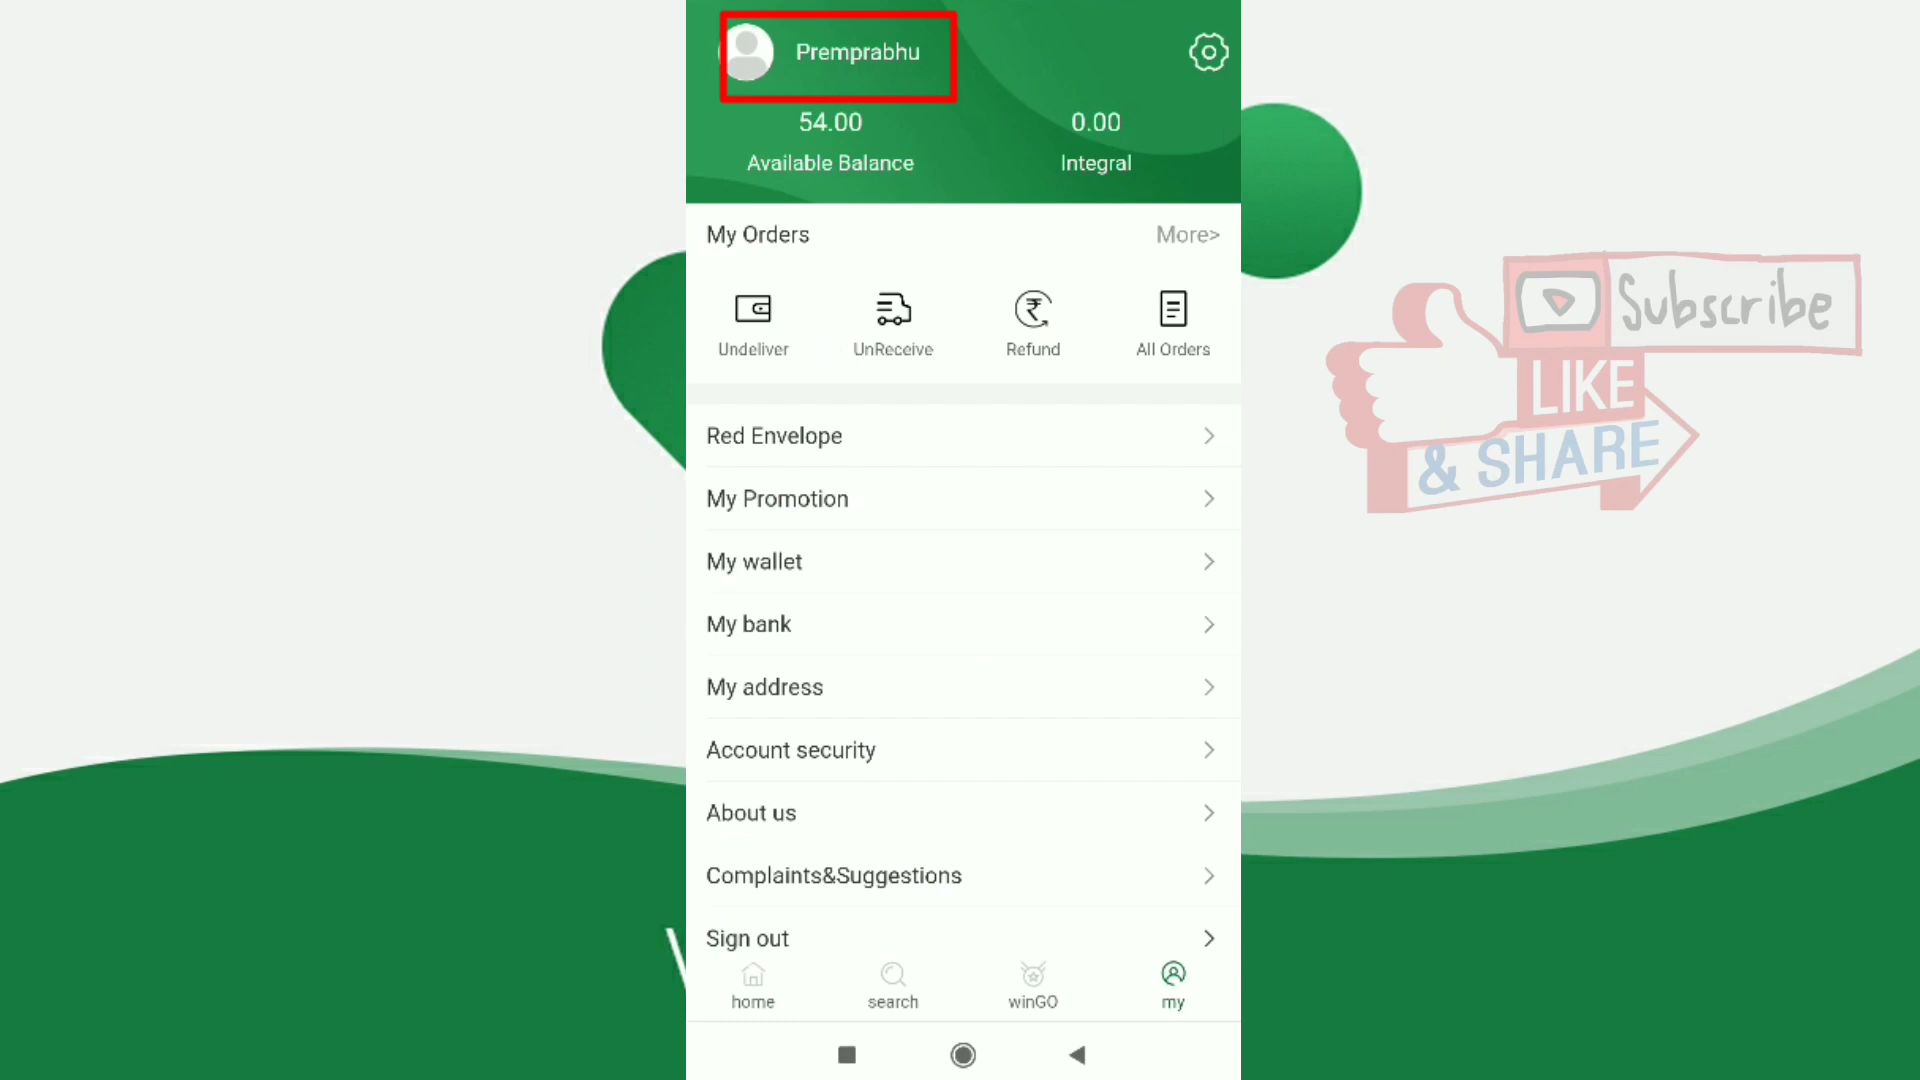 Premprabhu
54.00
0.00
Available Balance
Integral
My Orders
More>
Undeliver
UnReceive
Refund
All Orders
Red Envelope
My Promotion
My wallet
My bank
My address
Account security
About us
Complaints&Suggestions
Sign out
home
search
winGO
my
Subscribe
LIKE
& SHARE